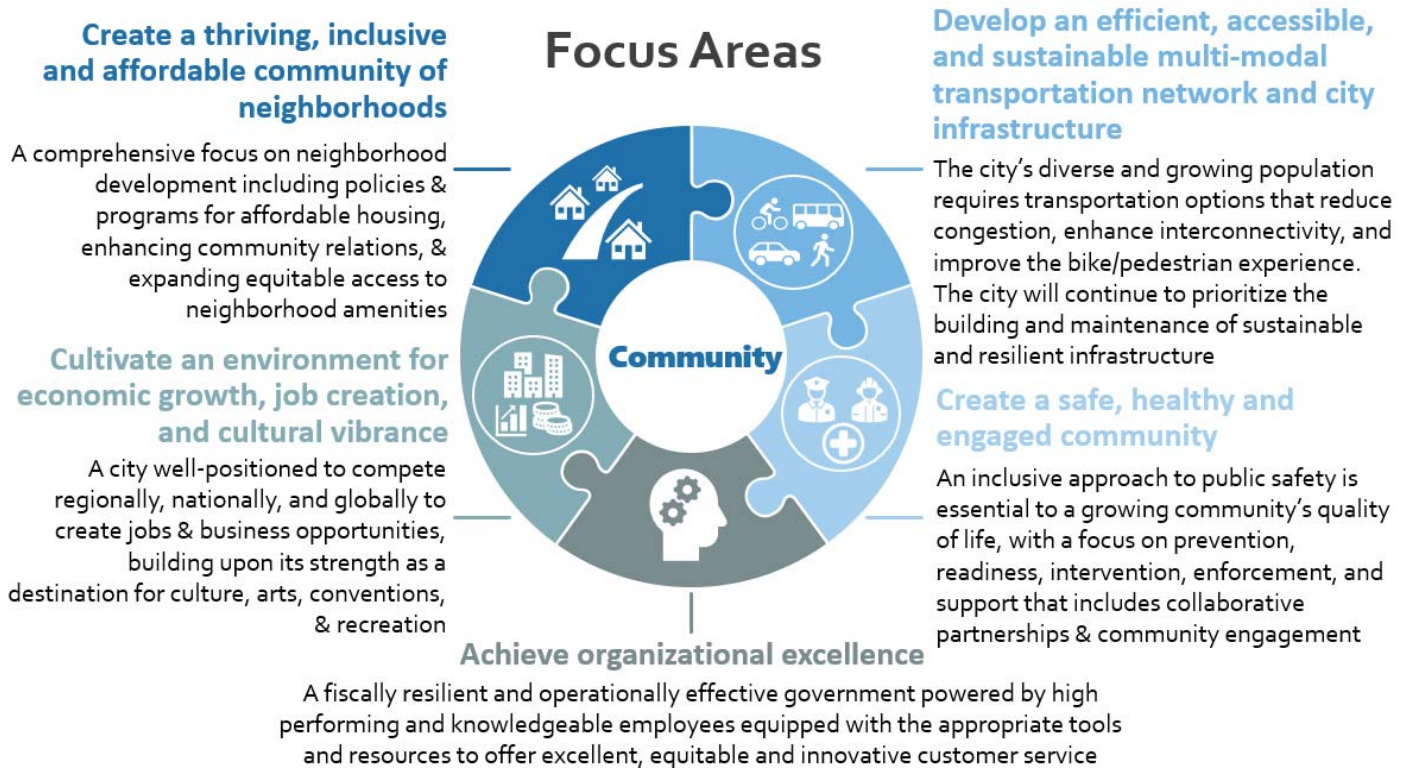 Focus Areas
Create a thriving, inclusive
and affordable community of
neighborhoods
A comprehensive focus on neighborhood
development including policies &
programs for affordable housing,
enhancing community relations, &
expanding equitable access to
neighborhood amenities
Develop an efficient, accessible,
and sustainable multi-modal
transportation network and city
infrastructure
The city’s diverse and growing population
requires transportation options that reduce
congestion, enhance interconnectivity, and
improve the bike/pedestrian experience.
The city will continue to prioritize the
building and maintenance of sustainable
and resilient infrastructure
Community
Cultivate an environment for
economic growth, job creation,
and cultural vibrance
A city well-positioned to compete
regionally, nationally, and globally to
create jobs & business opportunities,
building upon its strength as a
destination for culture, arts, conventions,
& recreation
Create a safe, healthy and
engaged community
An inclusive approach to public safety is
essential to a growing community’s quality
of life, with a focus on prevention,
readiness, intervention, enforcement, and
support that includes collaborative
partnerships & community engagement
Achieve organizational excellence
A fiscally resilient and operationally effective government powered by high
performing and knowledgeable employees equipped with the appropriate tools
and resources to offer excellent, equitable and innovative customer service